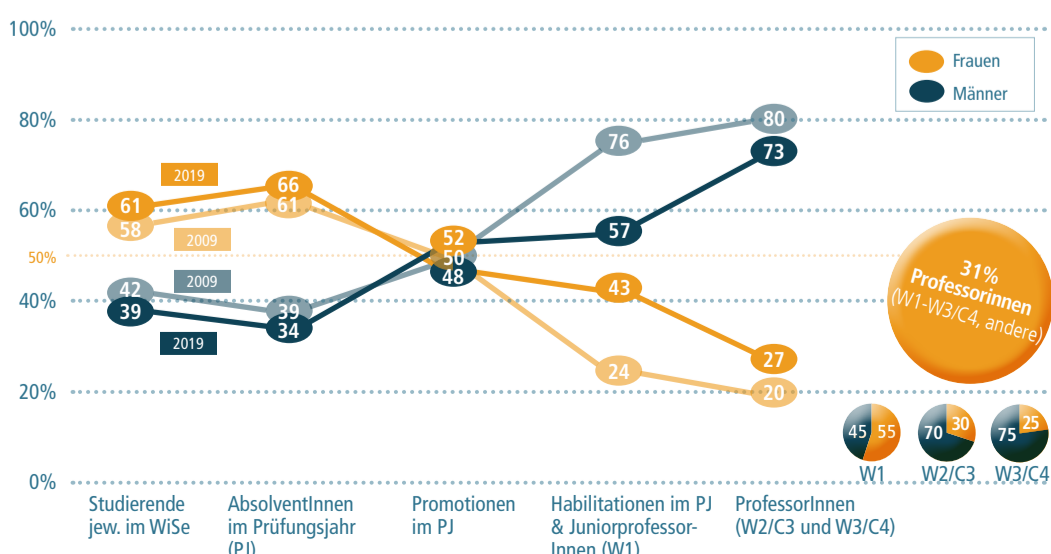 100%
Frauen
Männer
80%
80
76
73
2019
66
61
61
60%
58
2009
57
52
50%
50
48
2009
42
43
40%
39
39
34
2019
31%
Professorinnen
(W1-W3/C4, andere)
27
24
20%
20
45 55
70 30
75 25
W1
W2/C3
W3/C4
0%
Studierende
jew. im WiSe
AbsolventInnen
im Prüfungsjahr
(PJ)
Promotionen
im PJ
Habilitationen im PJ
& Juniorprofessor-
Innen (W1)
ProfessorInnen
(W2/C3 und W3/C4)